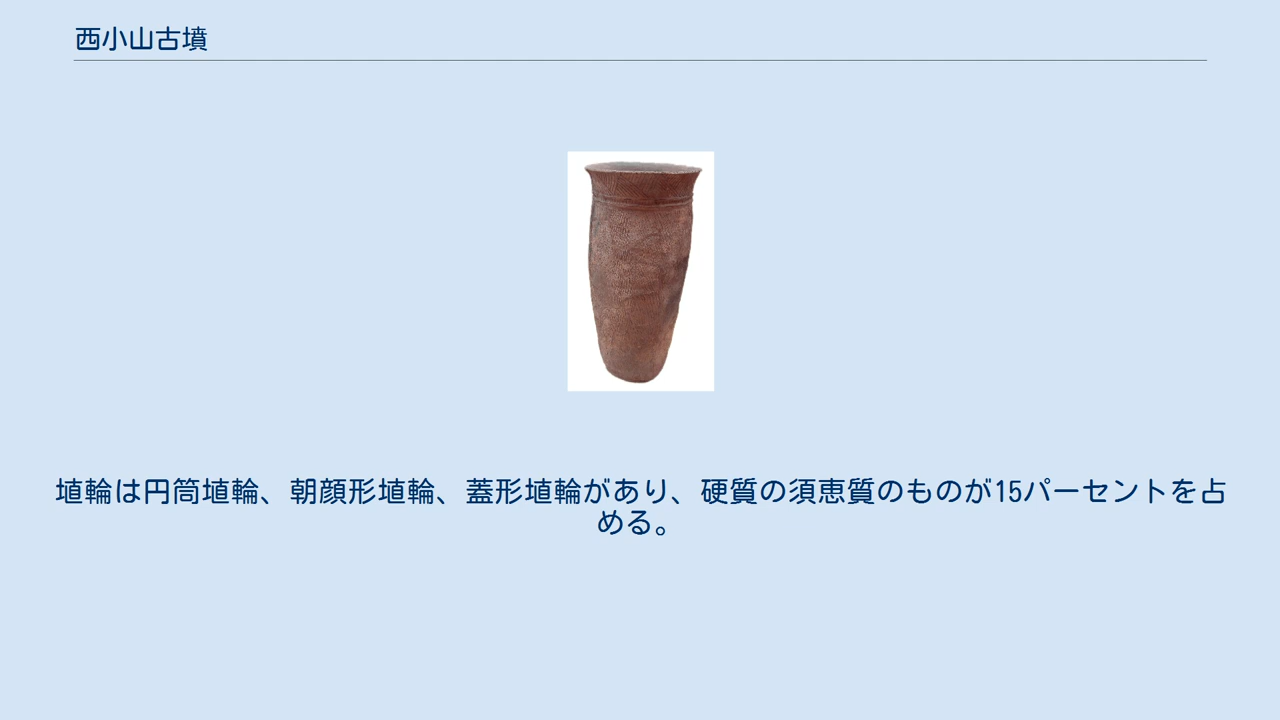 西小山古墳
埴輪は円筒埴輪、朝顔形埴輪、蓋形埴輪があり、硬質の須恵質のものが15パーセントを占
める。